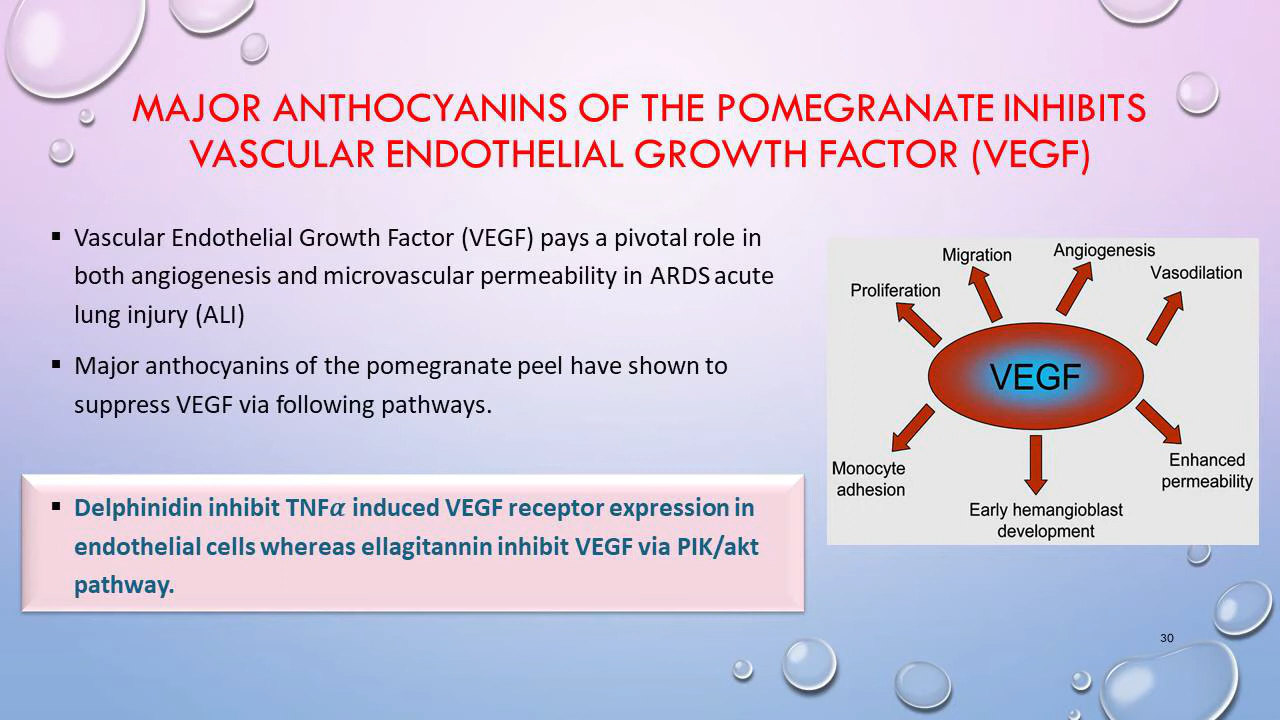 MAJOR ANTHOCYANINS OF THE POMEGRANATE INHIBITS
VASCULAR ENDOTHELIAL GROWTH FACTOR (VEGF)
▪ Vascular Endothelial Growth Factor (VEGF) pays a pivotal role in
both angiogenesis and microvascular permeability in ARDS acute
lung injury (ALI)
▪ Major anthocyanins of the pomegranate peel have shown to
suppress VEGF via following pathways.
▪ Delphinidin inhibit TNF𝛼 induced VEGF receptor expression in
endothelial cells whereas ellagitannin inhibit VEGF via PIK/akt
pathway.
Migration
Angiogenesis
Vasodilation
Proliferation
VEGF
Monocyte
adhesion
Enhanced
permeability
Early hemangioblast
development
30